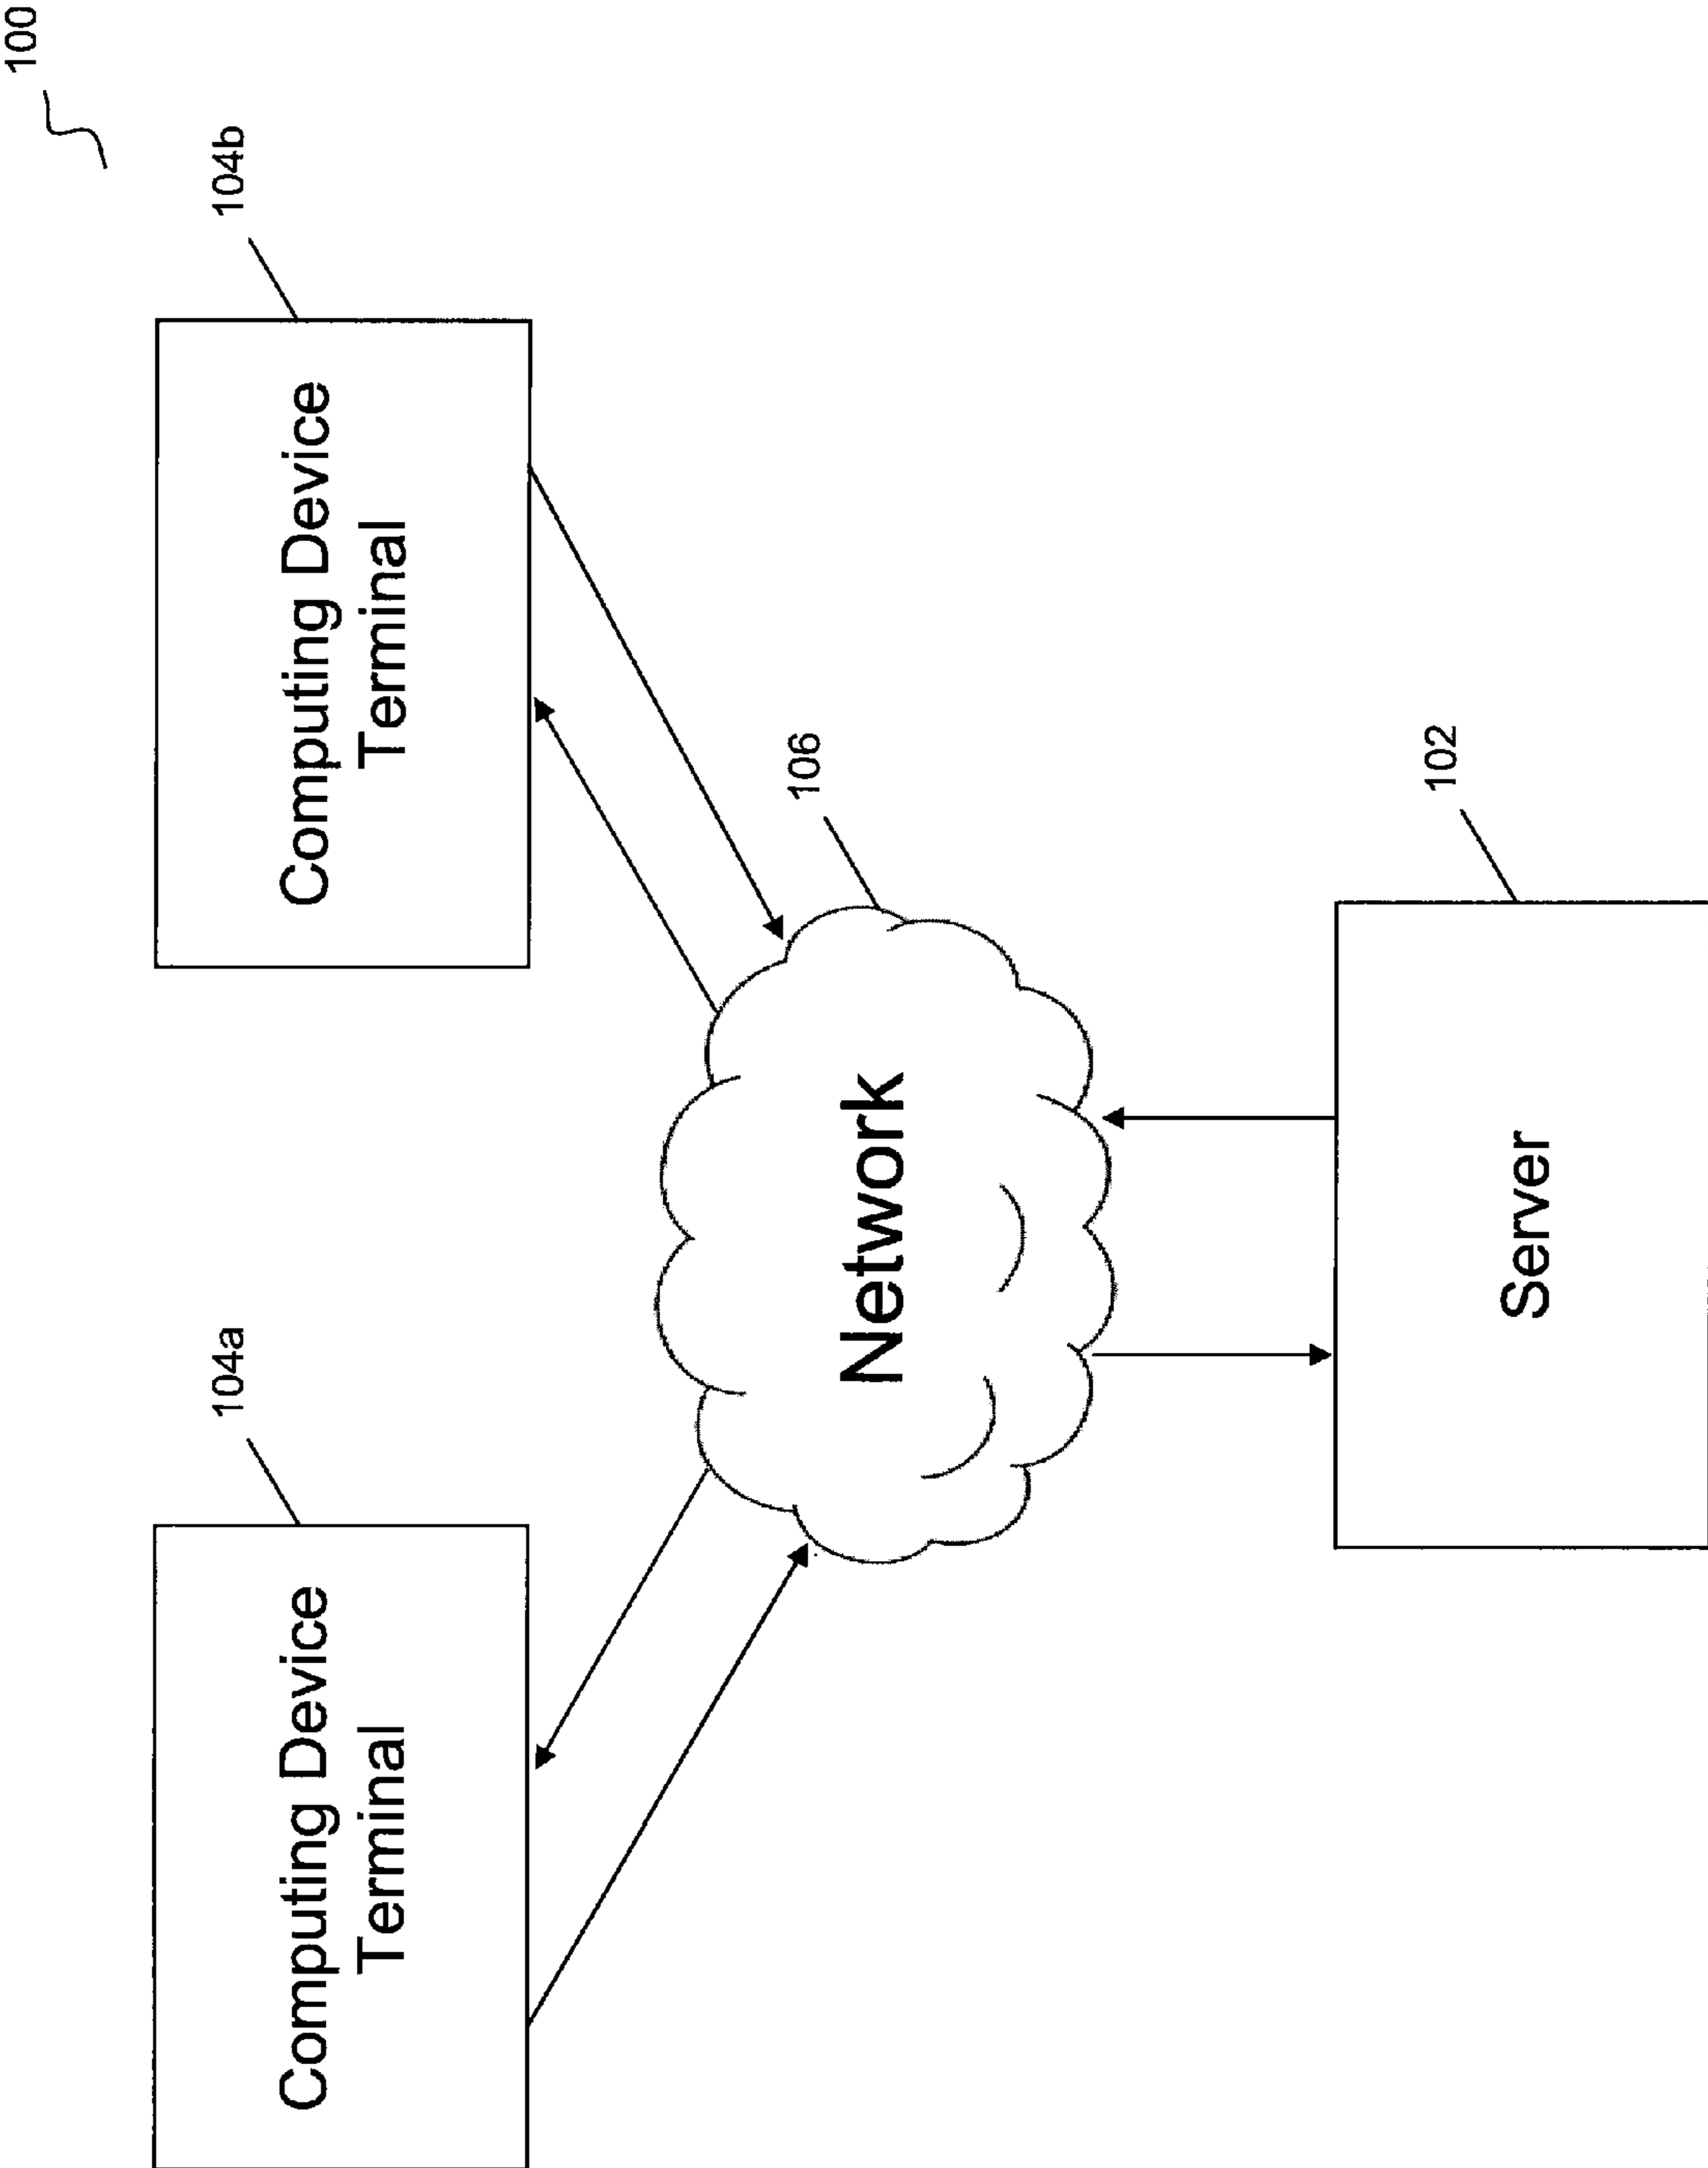 100
104a
104b
Computing Device
Terminal
Computing Device
Terminal
106
Network
102
Server